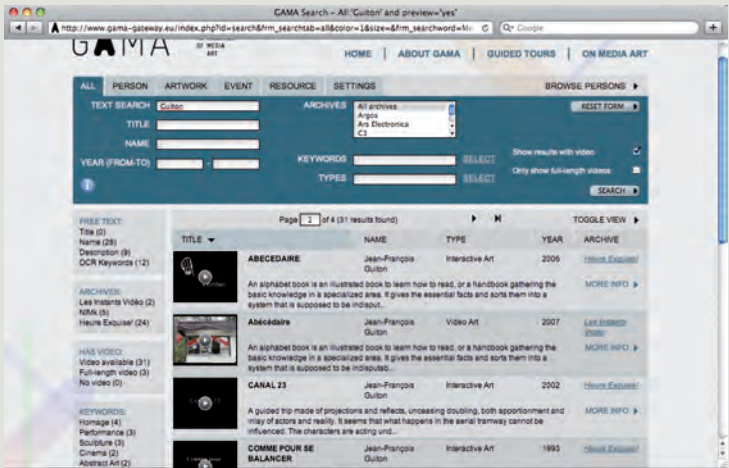 GAMA Search – All 'Guiton' and preview='yes'
http://www.gama-gateway.eu/index.php?id=search&frm_searchtab=all&color=1&size=&frm_searchword=Me
Google
GAMA
OF MEDIA
ART
HOME | ABOUT GAMA | GUIDED TOURS | ON MEDIA ART
ALL PERSON ARTWORK EVENT RESOURCE SETTINGS BROWSE PERSONS
TEXT SEARCH Guiton ARCHIVES All archives RESET FORM
Argos
Ars Electronica
C3
TITLE
NAME
YEAR (FROM-TO) -
KEYWORDS SELECT
TYPES SELECT
Show results with video
Only show full-length videos
SEARCH
FREE TEXT:
Title (0)
Name (28)
Description (9)
OCR Keywords (12)
ARCHIVES:
Les Instants Vidéo (2)
NIMk (5)
Heure Exquise! (24)
HAS VIDEO:
Video available (31)
Full-length video (3)
No video (0)
KEYWORDS:
Homage (4)
Performance (3)
Sculpture (3)
Cinema (2)
Abstract Art (2)
Page 1 of 4 (31 results found) TOGGLE VIEW
TITLE NAME TYPE YEAR ARCHIVE
ABECEDAIRE Jean-François Guiton Interactive Art 2006 Heure Exquise!
An alphabet book is an illustrated book to learn how to read, or a handbook gathering the MORE INFO
basic knowledge in a specialized area. It gives the essential facts and sorts them into a
system that is supposed to be indisput...
Abécédaire Jean-François Guiton Video Art 2007 Les Instants Vidéo
An alphabet book is an illustrated book to learn how to read, or a handbook gathering the MORE INFO
basic knowledge in a specialized area. It gives the essential facts and sorts them into a
system that is supposed to be indisputab...
CANAL 23 Jean-François Guiton Interactive Art 2002 Heure Exquise!
A guided trip made of projections and reflects, unceasing doubling, both apportionment and MORE INFO
inlay of actors and reality. It seems that what happens in the aerial tramway cannot be
influenced. The characters are acting und...
COMME POUR SE BALANCER Jean-François Guiton Interactive Art 1993 Heure Exquise!